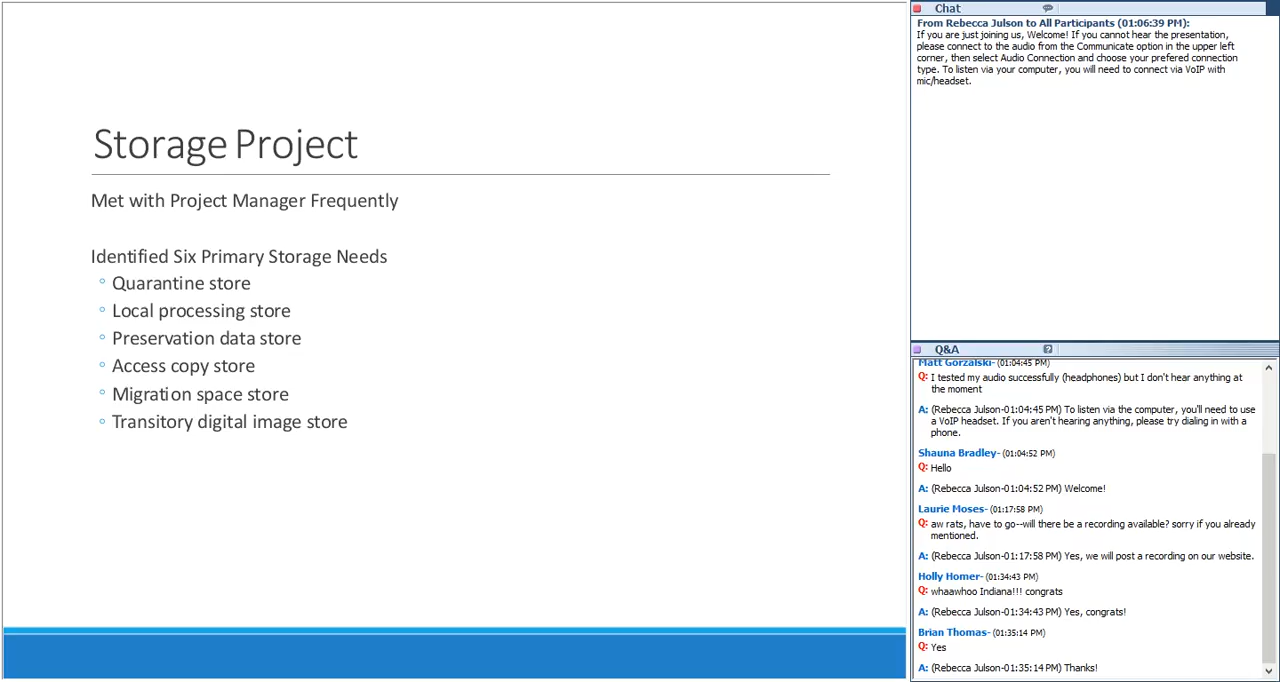 Storage Project
Met with Project Manager Frequently
Identified Six Primary Storage Needs
◦ Quarantine store
◦ Local processing store
◦ Preservation data store
◦ Access copy store
◦ Migration space store
◦ Transitory digital image store
Chat
From Rebecca Julson to All Participants (01:06:39 PM):
If you are just joining us, Welcome! If you cannot hear the presentation,
please connect to the audio from the Communicate option in the upper left
corner, then select Audio Connection and choose your prefered connection
type. To listen via your computer, you will need to connect via VoIP with
mic/headset.
Q&A
Matt Gorzalski- (01:04:45 PM)
Q: I tested my audio successfully (headphones) but I don't hear anything at
the moment
A: (Rebecca Julson-01:04:45 PM) To listen via the computer, you'll need to use
a VoIP headset. If you aren't hearing anything, please try dialing in with a
phone.
Shauna Bradley- (01:04:52 PM)
Q: Hello
A: (Rebecca Julson-01:04:52 PM) Welcome!
Laurie Moses- (01:17:58 PM)
Q: aw rats, have to go--will there be a recording available? sorry if you already
mentioned.
A: (Rebecca Julson-01:17:58 PM) Yes, we will post a recording on our website.
Holly Homer- (01:34:43 PM)
Q: whaawhoo Indiana!!! congrats
A: (Rebecca Julson-01:34:43 PM) Yes, congrats!
Brian Thomas- (01:35:14 PM)
Q: Yes
A: (Rebecca Julson-01:35:14 PM) Thanks!